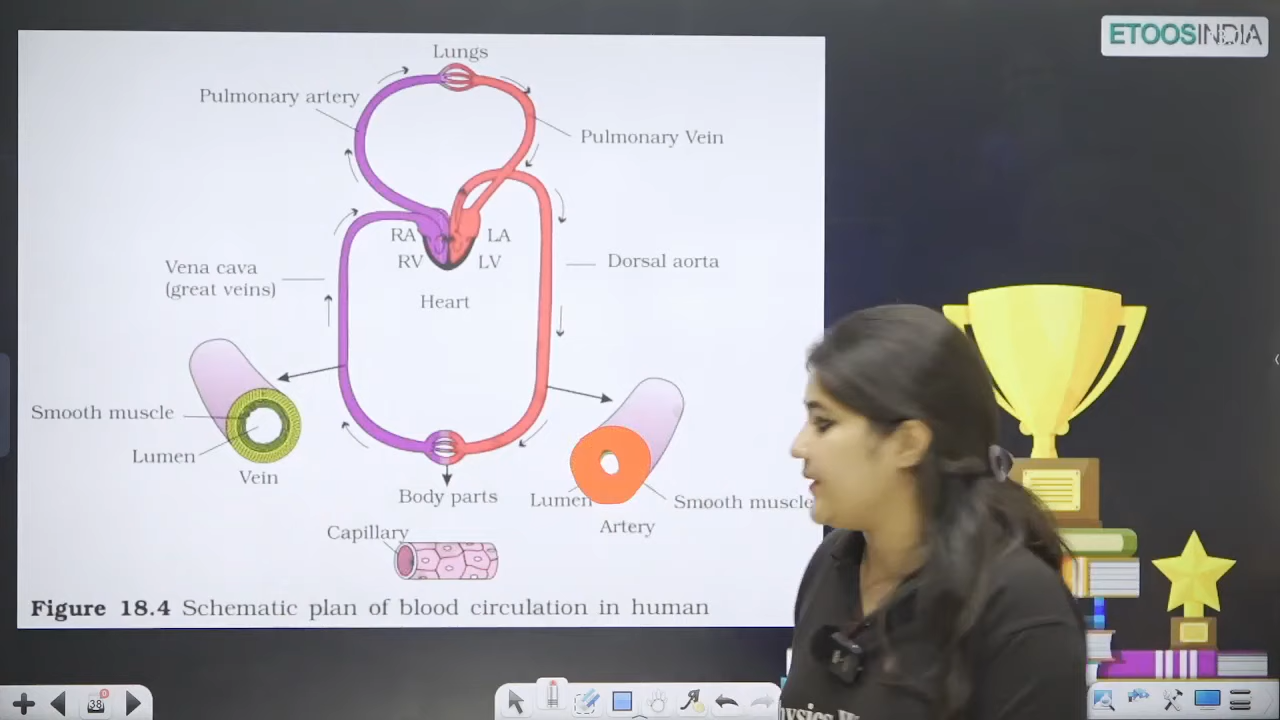 ETOOSINDIA
Lungs
Pulmonary artery
Pulmonary Vein
RA
LA
RV
LV
Vena cava
(great veins)
Dorsal aorta
Heart
Smooth muscle
Lumen
Vein
Body parts
Lumen
Smooth muscle
Artery
Capillary
Figure 18.4 Schematic plan of blood circulation in human
0
38